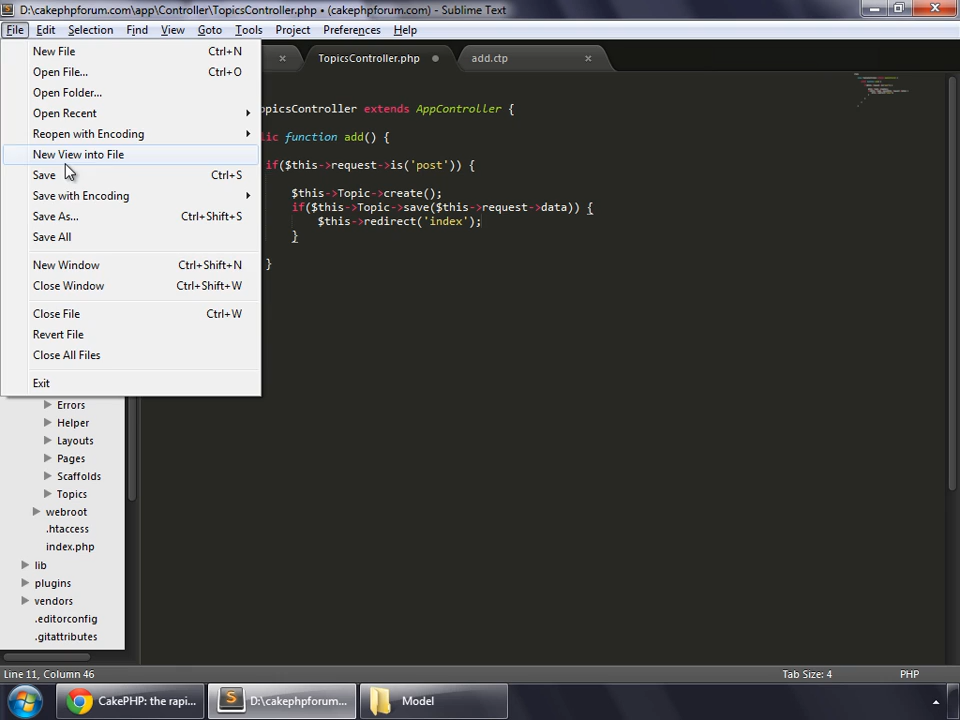 D:\cakephpforum.com\app\Controller\TopicsController.php • (cakephpforum.com) - Sublime Text
File Edit Selection Find View Goto Tools Project Preferences Help
New File Ctrl+N
Open File... Ctrl+O
Open Folder...
Open Recent
Reopen with Encoding
New View into File
Save Ctrl+S
Save with Encoding
Save As... Ctrl+Shift+S
Save All
New Window Ctrl+Shift+N
Close Window Ctrl+Shift+W
Close File Ctrl+W
Revert File
Close All Files
Exit
TopicsController.php
add.ctp
opicsController extends AppController {
lic function add() {
if($this->request->is('post')) {
$this->Topic->create();
if($this->Topic->save($this->request->data)) {
$this->redirect('index');
}
}
Errors
Helper
Layouts
Pages
Scaffolds
Topics
webroot
.htaccess
index.php
lib
plugins
vendors
.editorconfig
.gitattributes
Line 11, Column 46 Tab Size: 4 PHP
CakePHP: the rapi...
D:\cakephpforum...
Model